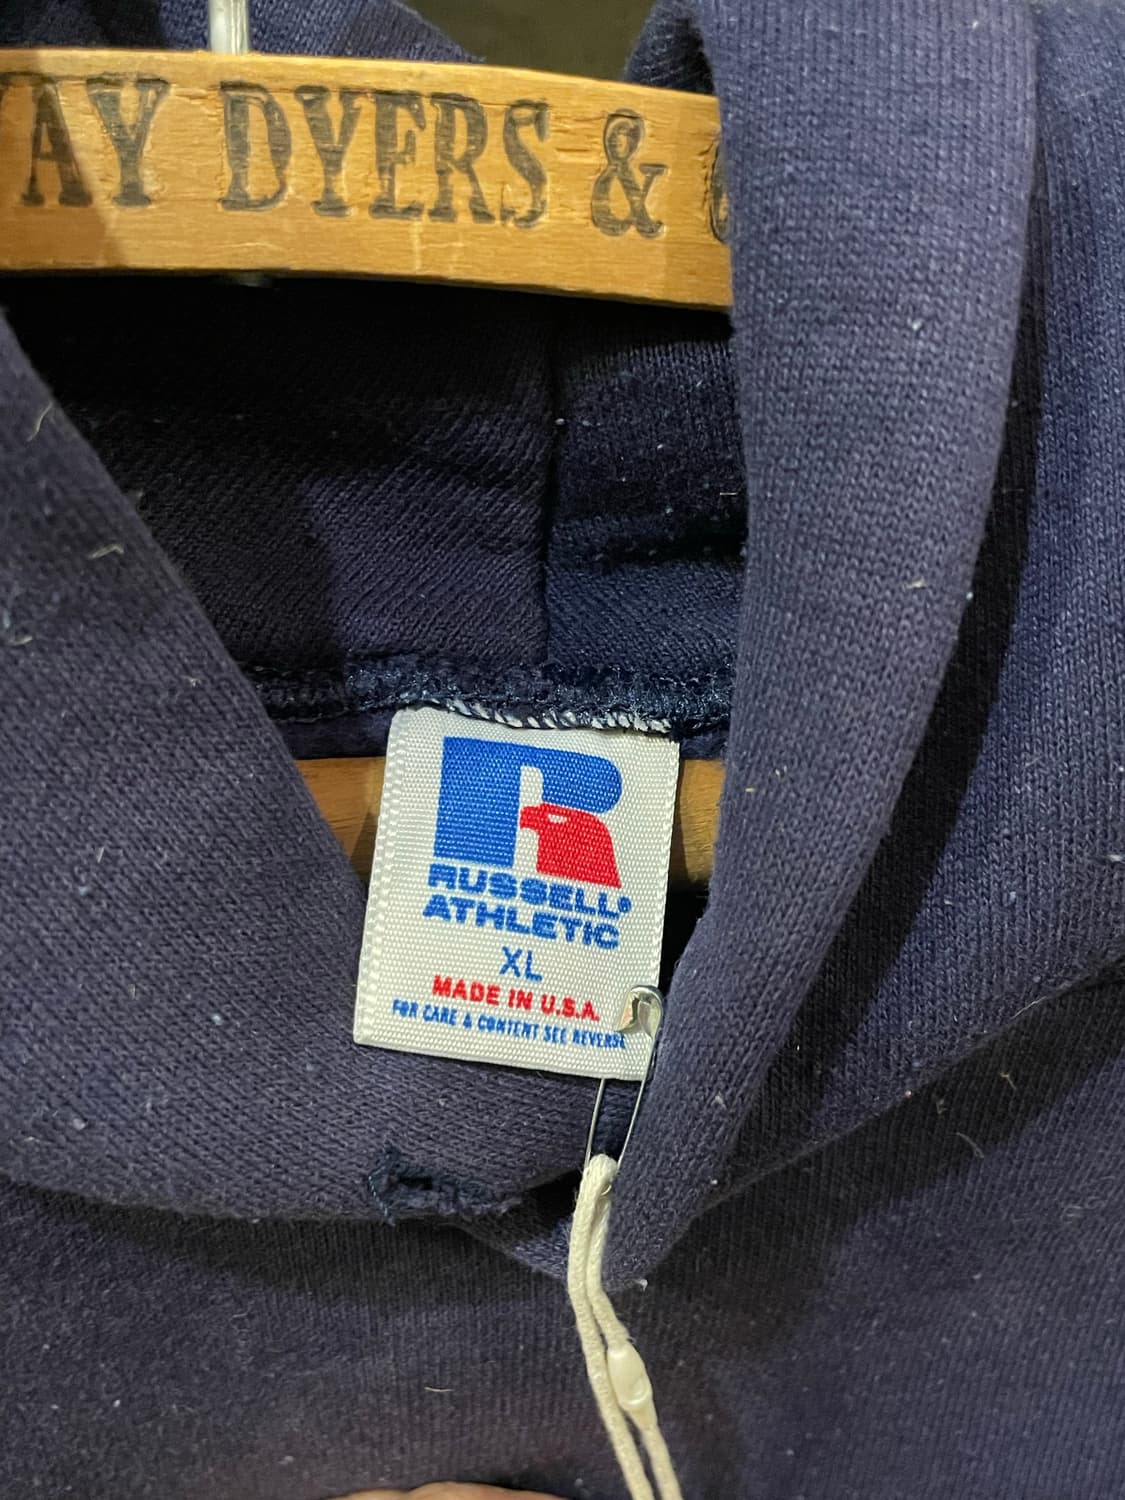 AY DYERS &
RUSSELL®
ATHLETIC
XL
MADE IN U.S.A.
FOR CARE & CONTENT SEE REVERSE